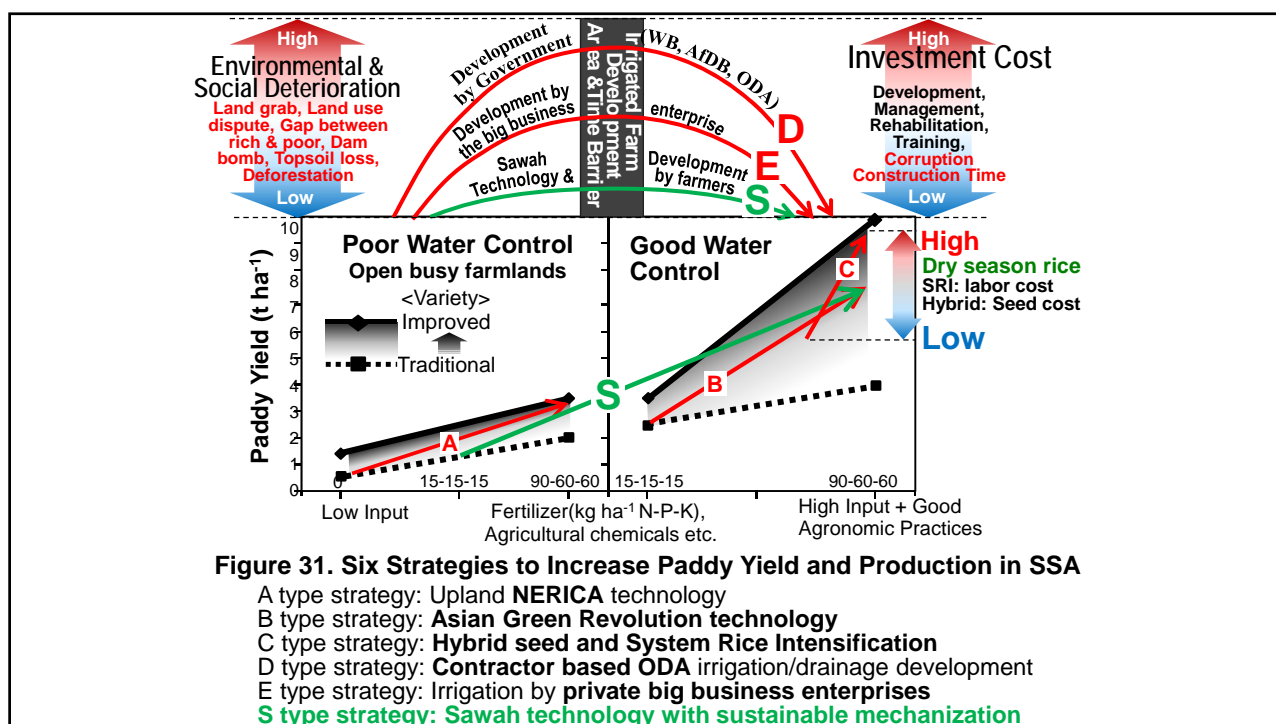 High
Environmental &
Social Deterioration
Land grab, Land use
dispute, Gap between
rich & poor, Dam
bomb, Topsoil loss,
Deforestation
Low
Development
by Government
(WB, AfDB, ODA)
D
Development by
the big business
enterprise
E
Sawah
Technology &
Development
by farmers
S
Irrigated Farm
Development
Area &Time Barrier
High
Investment Cost
Development,
Management,
Rehabilitation,
Training,
Corruption
Construction Time
Low
Paddy Yield (t ha-1)
10
9
8
7
6
5
4
3
2
1
0
Poor Water Control
Open busy farmlands
<Variety>
Improved
Traditional
A
S
Good Water
Control
B
C
High
Dry season rice
SRI: labor cost
Hybrid: Seed cost
Low
0 15-15-15 90-60-60 15-15-15 90-60-60
Low Input
Fertilizer(kg ha-1 N-P-K),
Agricultural chemicals etc.
High Input + Good
Agronomic Practices
Figure 31. Six Strategies to Increase Paddy Yield and Production in SSA
A type strategy: Upland NERICA technology
B type strategy: Asian Green Revolution technology
C type strategy: Hybrid seed and System Rice Intensification
D type strategy: Contractor based ODA irrigation/drainage development
E type strategy: Irrigation by private big business enterprises
S type strategy: Sawah technology with sustainable mechanization